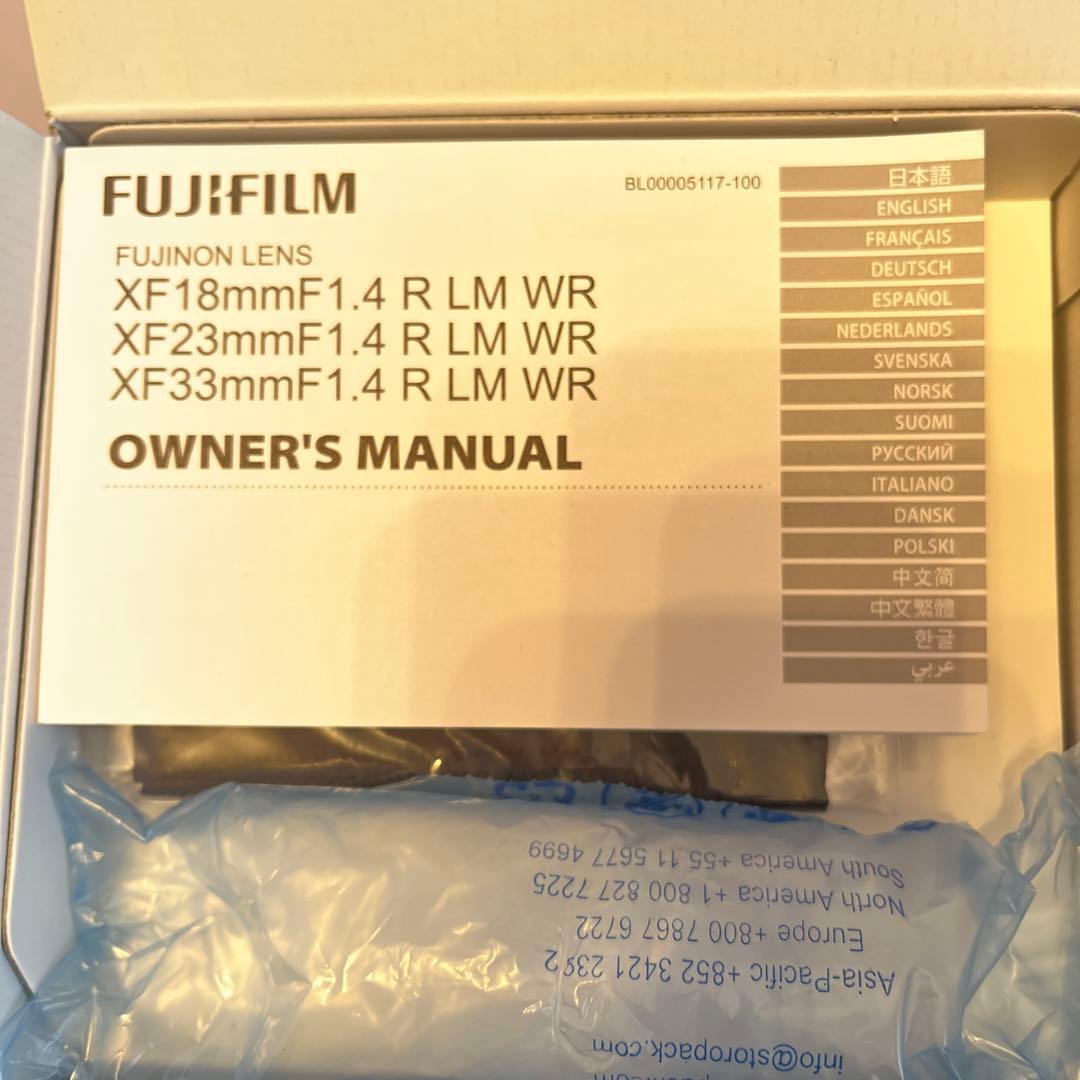 FUJIFILM
BL00005117-100
FUJINON LENS
XF18mmF1.4 R LM WR
XF23mmF1.4 R LM WR
XF33mmF1.4 R LM WR
OWNER'S MANUAL
日本語
ENGLISH
FRANÇAIS
DEUTSCH
ESPAÑOL
NEDERLANDS
SVENSKA
NORSK
SUOMI
РУССКИЙ
ITALIANO
DANSK
POLSKI
中文简
中文繁體
한글
عربي
info@storopack.com
Asia-Pacific +852 3421 2392
Europe +800 7867 6722
North America +1 800 827 7225
South America +55 11 5677 4699